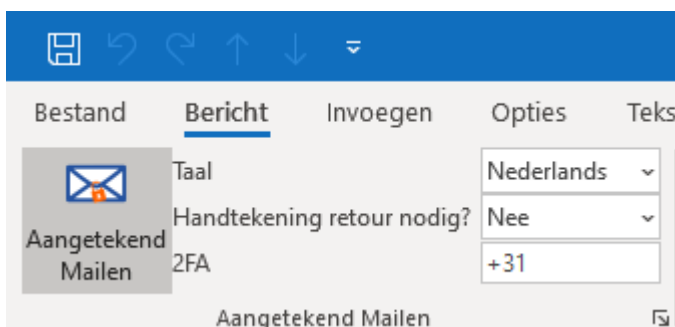 Bestand Bericht Invoegen Opties Teks
Taal Nederlands
Handtekening retour nodig? Nee
Aangetekend
Mailen
2FA +31
Aangetekend Mailen